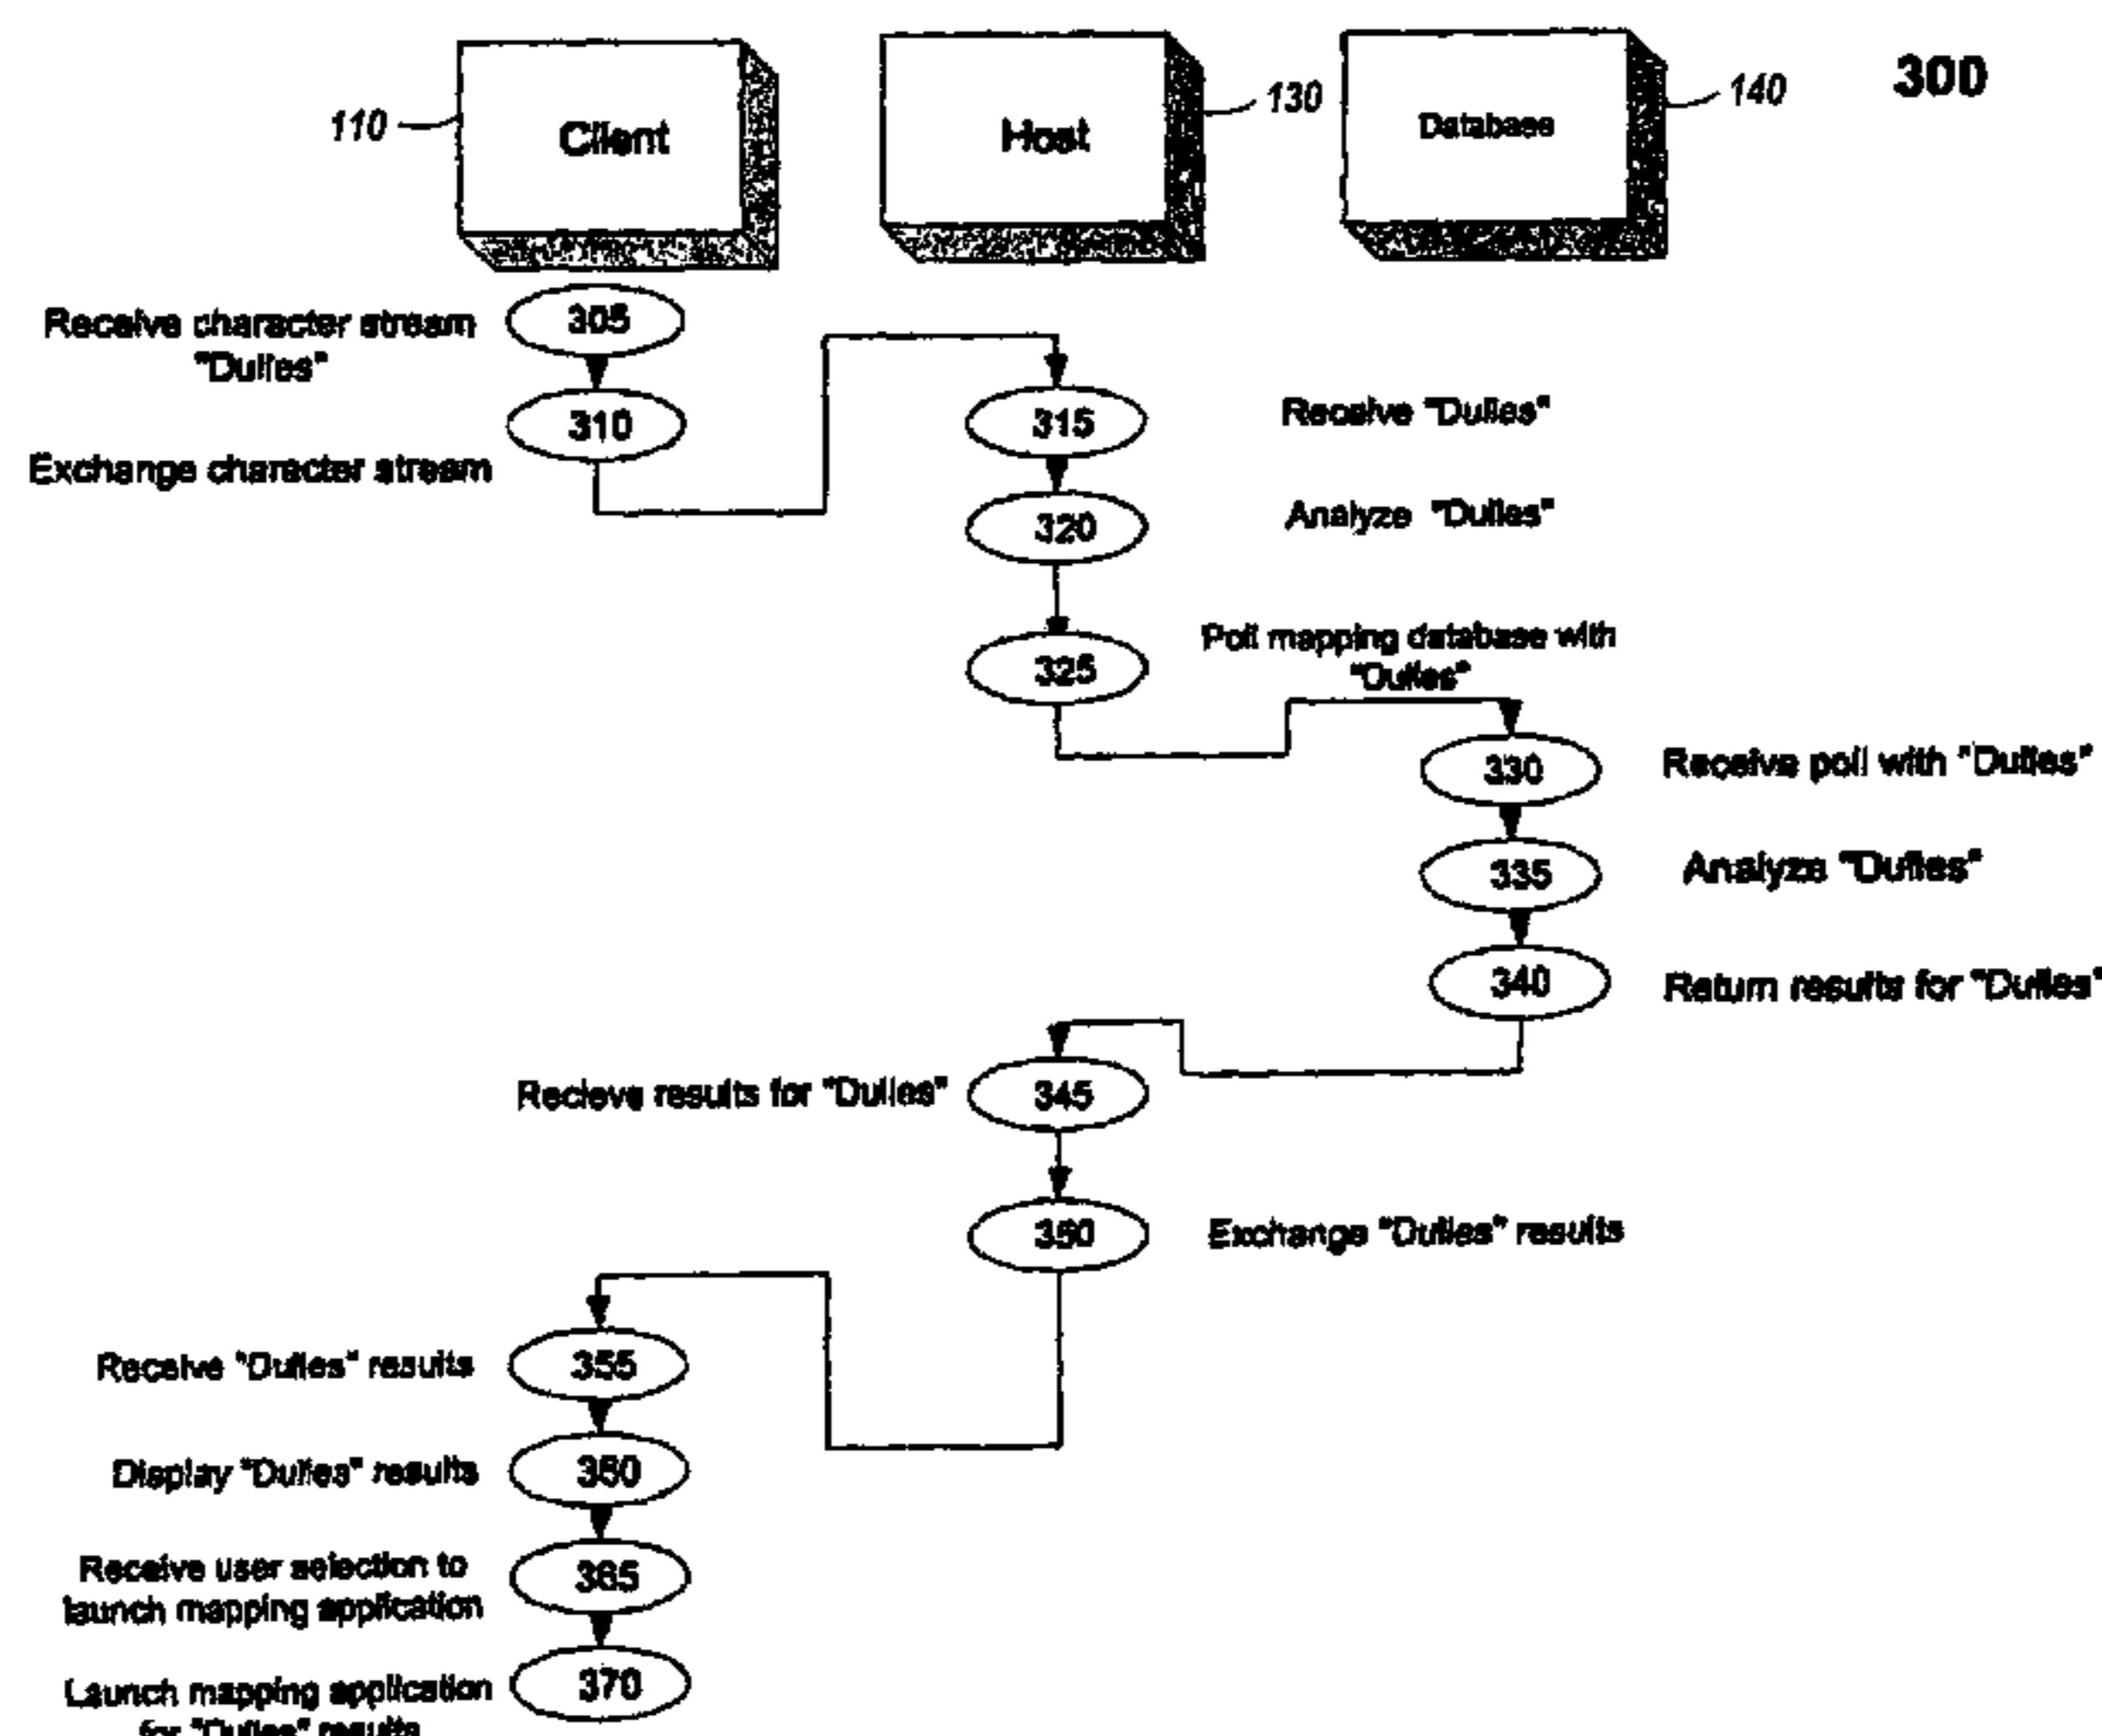 300
110
Client
Host
130
Database
140
Receive character stream
"Dulles"
305
310
Exchange character stream
315
Receive "Dulles"
320
Analyze "Dulles"
325
Poll mapping database with
"Dulles"
330
Receive poll with "Dulles"
335
Analyze "Dulles"
340
Return results for "Dulles"
Recieve results for "Dulles"
345
350
Exchange "Dulles" results
Receive "Dulles" results
355
Display "Dulles" results
360
Receive user selection to
launch mapping application
365
Launch mapping application
for "Dulles" results
370